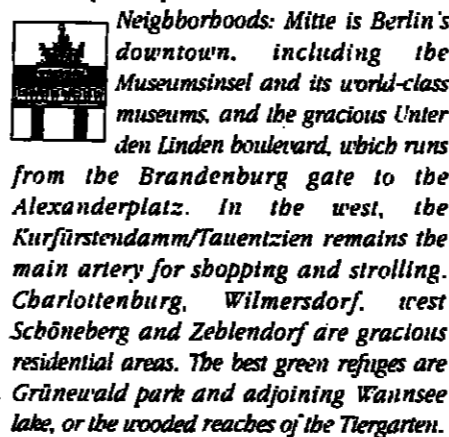 Neighborhoods: Mitte is Berlin's
downtown, including the
Museumsinsel and its world-class
museums, and the gracious Unter
den Linden boulevard, which runs
from the Brandenburg gate to the
Alexanderplatz. In the west, the
Kurfürstendamm/Tauentzien remains the
main artery for shopping and strolling.
Charlottenburg, Wilmersdorf, west
Schöneberg and Zehlendorf are gracious
residential areas. The best green refuges are
Grünewald park and adjoining Wannsee
lake, or the wooded reaches of the Tiergarten.